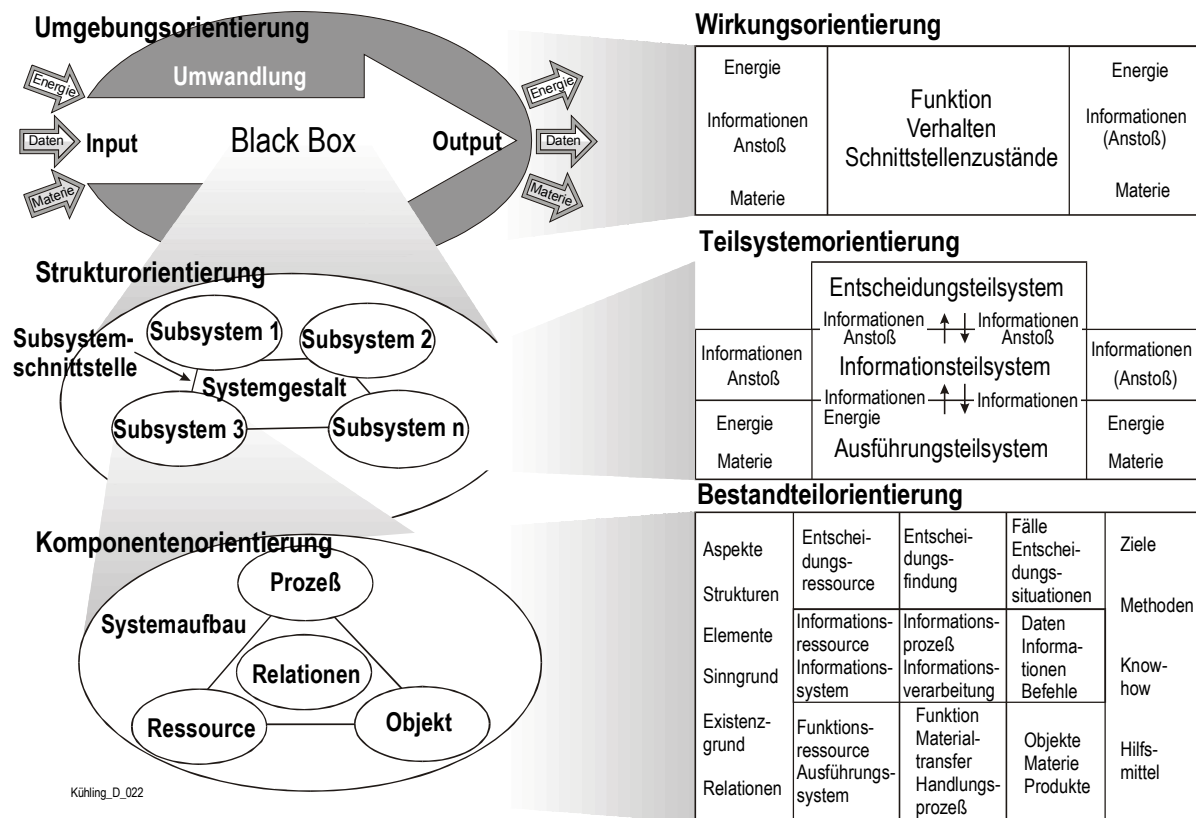 Umgebungsorientierung
Umwandlung
Energie
Daten
Materie
Input
Black Box
Output
Energie
Daten
Materie
Strukturorientierung
Subsystem 1
Subsystem 2
Subsystem-
schnittstelle
Systemgestalt
Subsystem 3
Subsystem n
Komponentenorientierung
Prozeß
Systemaufbau
Relationen
Ressource
Objekt
Kühling_D_022
Wirkungsorientierung
Energie
Informationen
Anstoß
Materie
Funktion
Verhalten
Schnittstellenzustände
Energie
Informationen
(Anstoß)
Materie
Teilsystemorientierung
Entscheidungsteilsystem
Informationen
Anstoß
Informationen
Anstoß
Informationen
Anstoß
Informationsteilsystem
Informationen
(Anstoß)
Informationen
Energie
Informationen
Energie
Materie
Ausführungsteilsystem
Energie
Materie
Bestandteilorientierung
Aspekte
Strukturen
Elemente
Sinngrund
Existenz-
grund
Relationen
Entschei-
dungs-
ressource
Entschei-
dungs-
findung
Fälle
Entschei-
dungs-
situationen
Informations-
ressource
Informations-
system
Informations-
prozeß
Informations-
verarbeitung
Daten
Informa-
tionen
Befehle
Funktions-
ressource
Ausführungs-
system
Funktion
Material-
transfer
Handlungs-
prozeß
Objekte
Materie
Produkte
Ziele
Methoden
Know-
how
Hilfs-
mittel